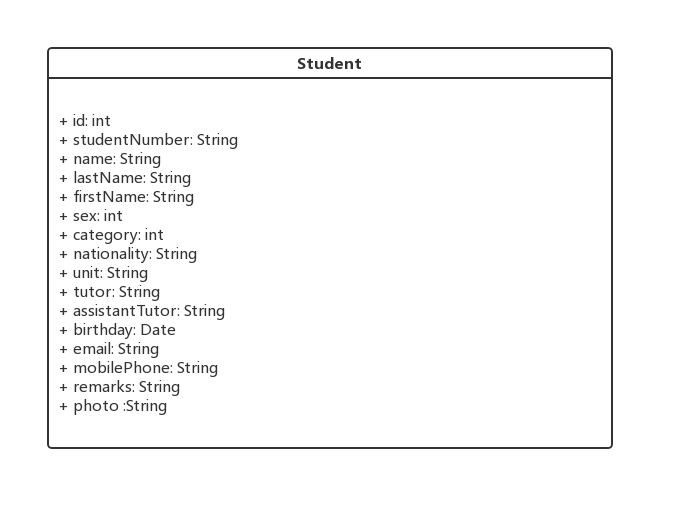 Student
+ id: int
+ studentNumber: String
+ name: String
+ lastName: String
+ firstName: String
+ sex: int
+ category: int
+ nationality: String
+ unit: String
+ tutor: String
+ assistantTutor: String
+ birthday: Date
+ email: String
+ mobilePhone: String
+ remarks: String
+ photo :String